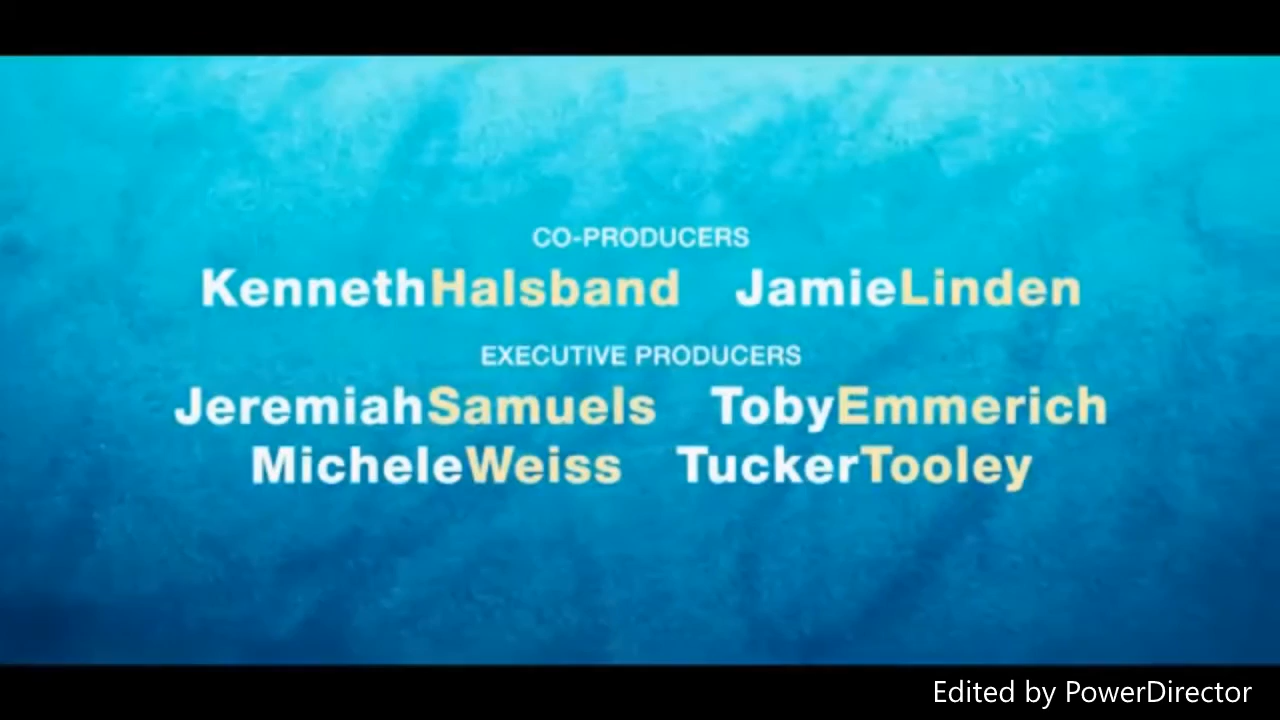 CO-PRODUCERS
KennethHalsband JamieLinden
EXECUTIVE PRODUCERS
JeremiahSamuels TobyEmmerich
MicheleWeiss TuckerTooley
Edited by PowerDirector